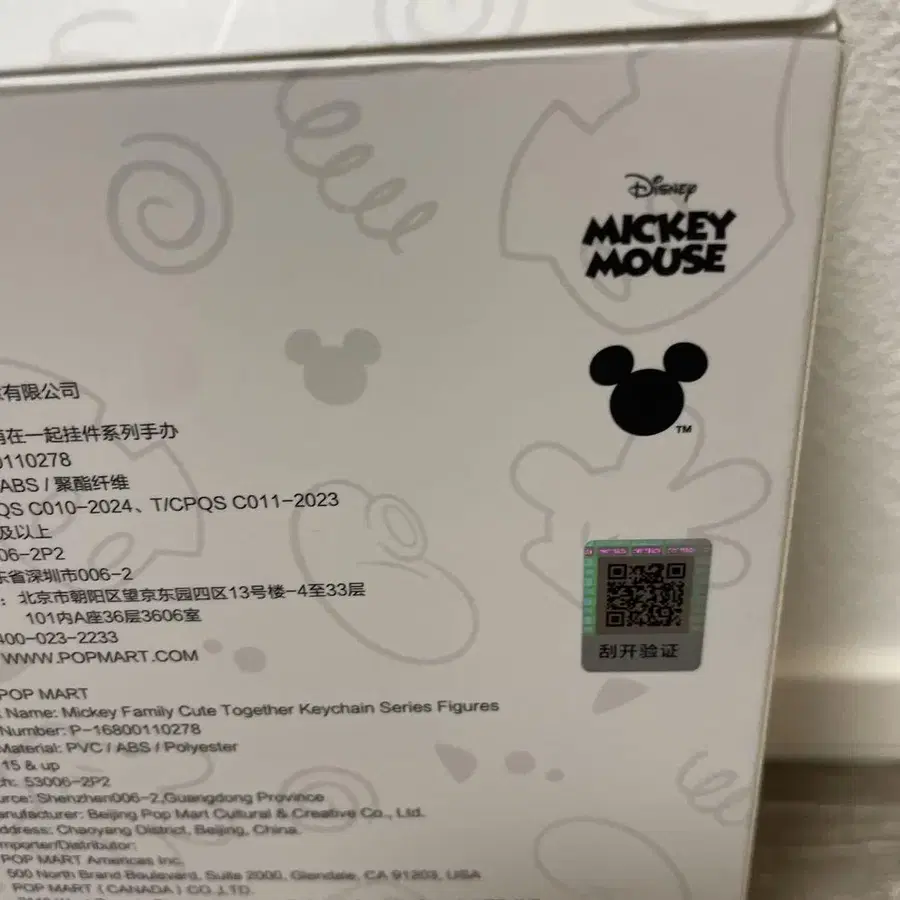 Disney
MICKEY
MOUSE
TM
有限公司
在一起挂件系列手办
0110278
ABS / 聚酯纤维
QS C010-2024、T/CPQS C011-2023
及以上
06-2P2
省深圳市006-2
：北京市朝阳区望京东园四区13号楼-4至33层
101内A座36层3606室
400-023-2233
WWW.POPMART.COM
刮开验证
POP MART
Name: Mickey Family Cute Together Keychain Series Figures
Number: P-16800110278
Material: PVC / ABS / Polyester
15 & up
53006-2P2
Shenzhen006-2,Guangdong Province
anufacturer: Beijing Pop Mart Cultural & Creative Co., Ltd.
ddress: Chaoyang District, Beijing, China.
mporter/Distributor:
POP MART Americas Inc.
500 North Brand Boulevard, Suite 2000, Glendale, CA 91203, USA
POP MART (CANADA) CO.,LTD.